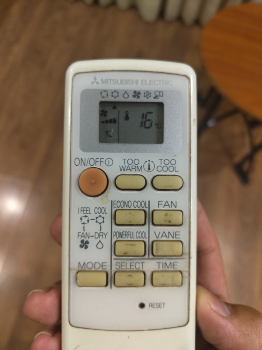 MITSUBISHI ELECTRIC
16°C
ON/OFF
TOO WARM
TOO COOL
I FEEL COOL
ECONO COOL
FAN
FAN DRY
POWERFUL COOL
VANE
MODE
SELECT
TIME
RESET